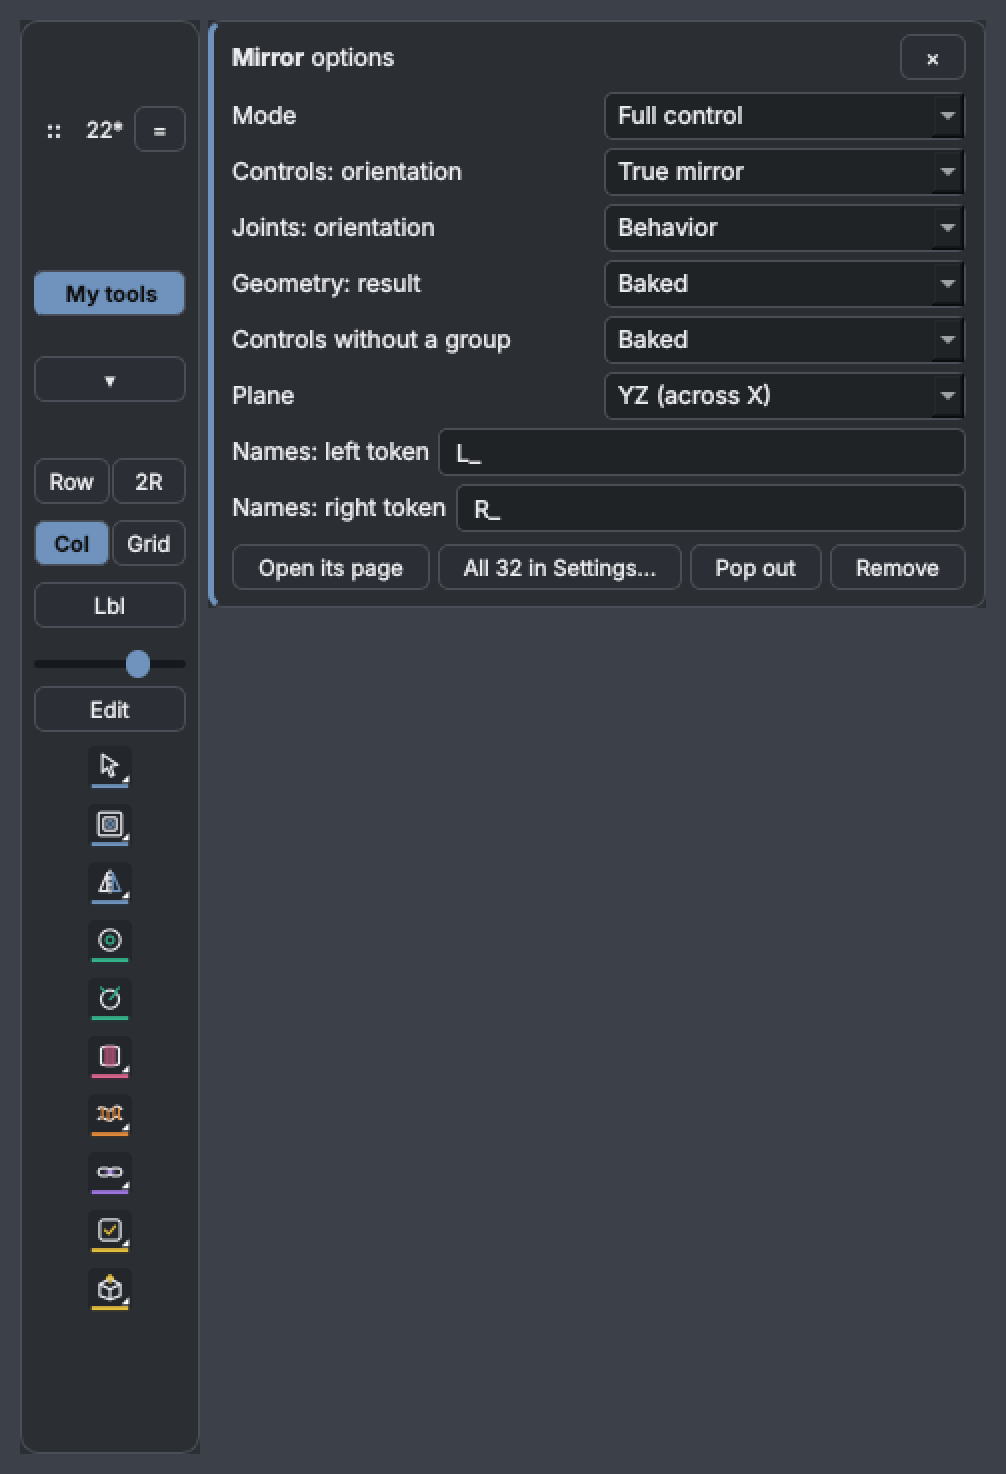 :: 22* =
My tools
▾
Row 2R
Col Grid
Lbl
Edit
Mirror options ×
Mode Full control
Controls: orientation True mirror
Joints: orientation Behavior
Geometry: result Baked
Controls without a group Baked
Plane YZ (across X)
Names: left token L_
Names: right token R_
Open its page All 32 in Settings... Pop out Remove